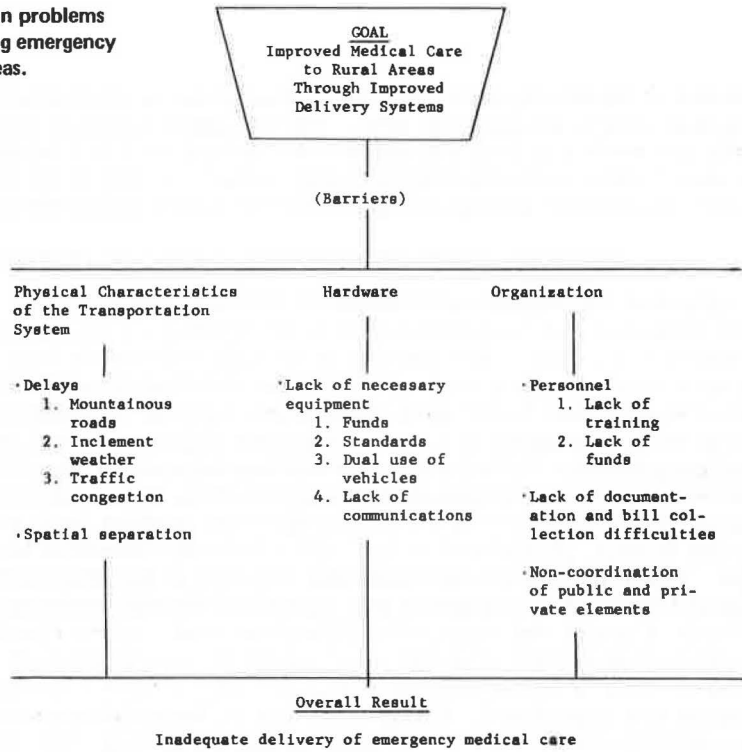 n problems
g emergency
eas.
GOAL
Improved Medical Care
to Rural Areas
Through Improved
Delivery Systems
(Barriers)
Physical Characteristics
of the Transportation
System
·Delays
1. Mountainous
roads
2. Inclement
weather
3. Traffic
congestion
·Spatial separation
Hardware
·Lack of necessary
equipment
1. Funds
2. Standards
3. Dual use of
vehicles
4. Lack of
communications
Organization
·Personnel
1. Lack of
training
2. Lack of
funds
·Lack of document-
ation and bill col-
lection difficulties
·Non-coordination
of public and pri-
vate elements
Overall Result
Inadequate delivery of emergency medical care